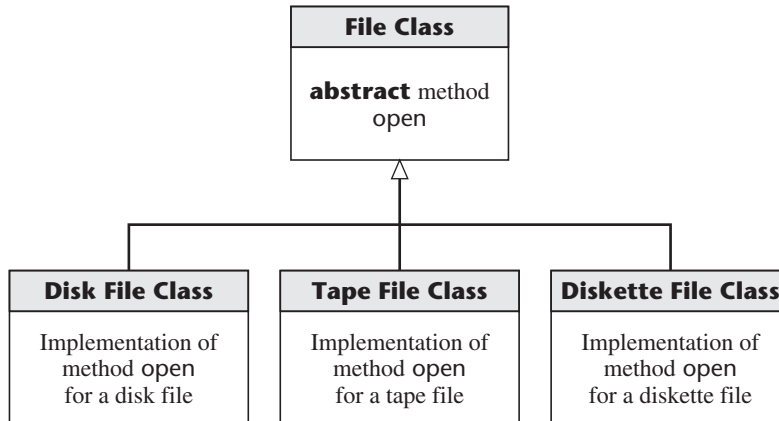 File Class
abstract method
open
Disk File Class
Implementation of
method open
for a disk file
Tape File Class
Implementation of
method open
for a tape file
Diskette File Class
Implementation of
method open
for a diskette file